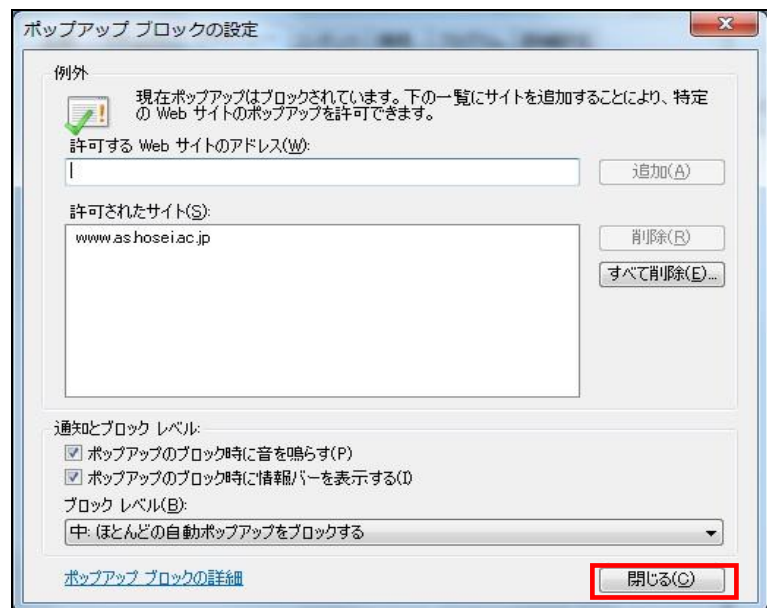 ポップアップ ブロックの設定
例外
現在ポップアップはブロックされています。下の一覧にサイトを追加することにより、特定
の Web サイトのポップアップを許可できます。
許可する Web サイトのアドレス(W):
追加(A)
許可されたサイト(S):
www.as.hosei.ac.jp
削除(R)
すべて削除(E)...
通知とブロック レベル:
ポップアップのブロック時に音を鳴らす(P)
ポップアップのブロック時に情報バーを表示する(I)
ブロック レベル(B):
中: ほとんどの自動ポップアップをブロックする
ポップアップ ブロックの詳細
閉じる(C)